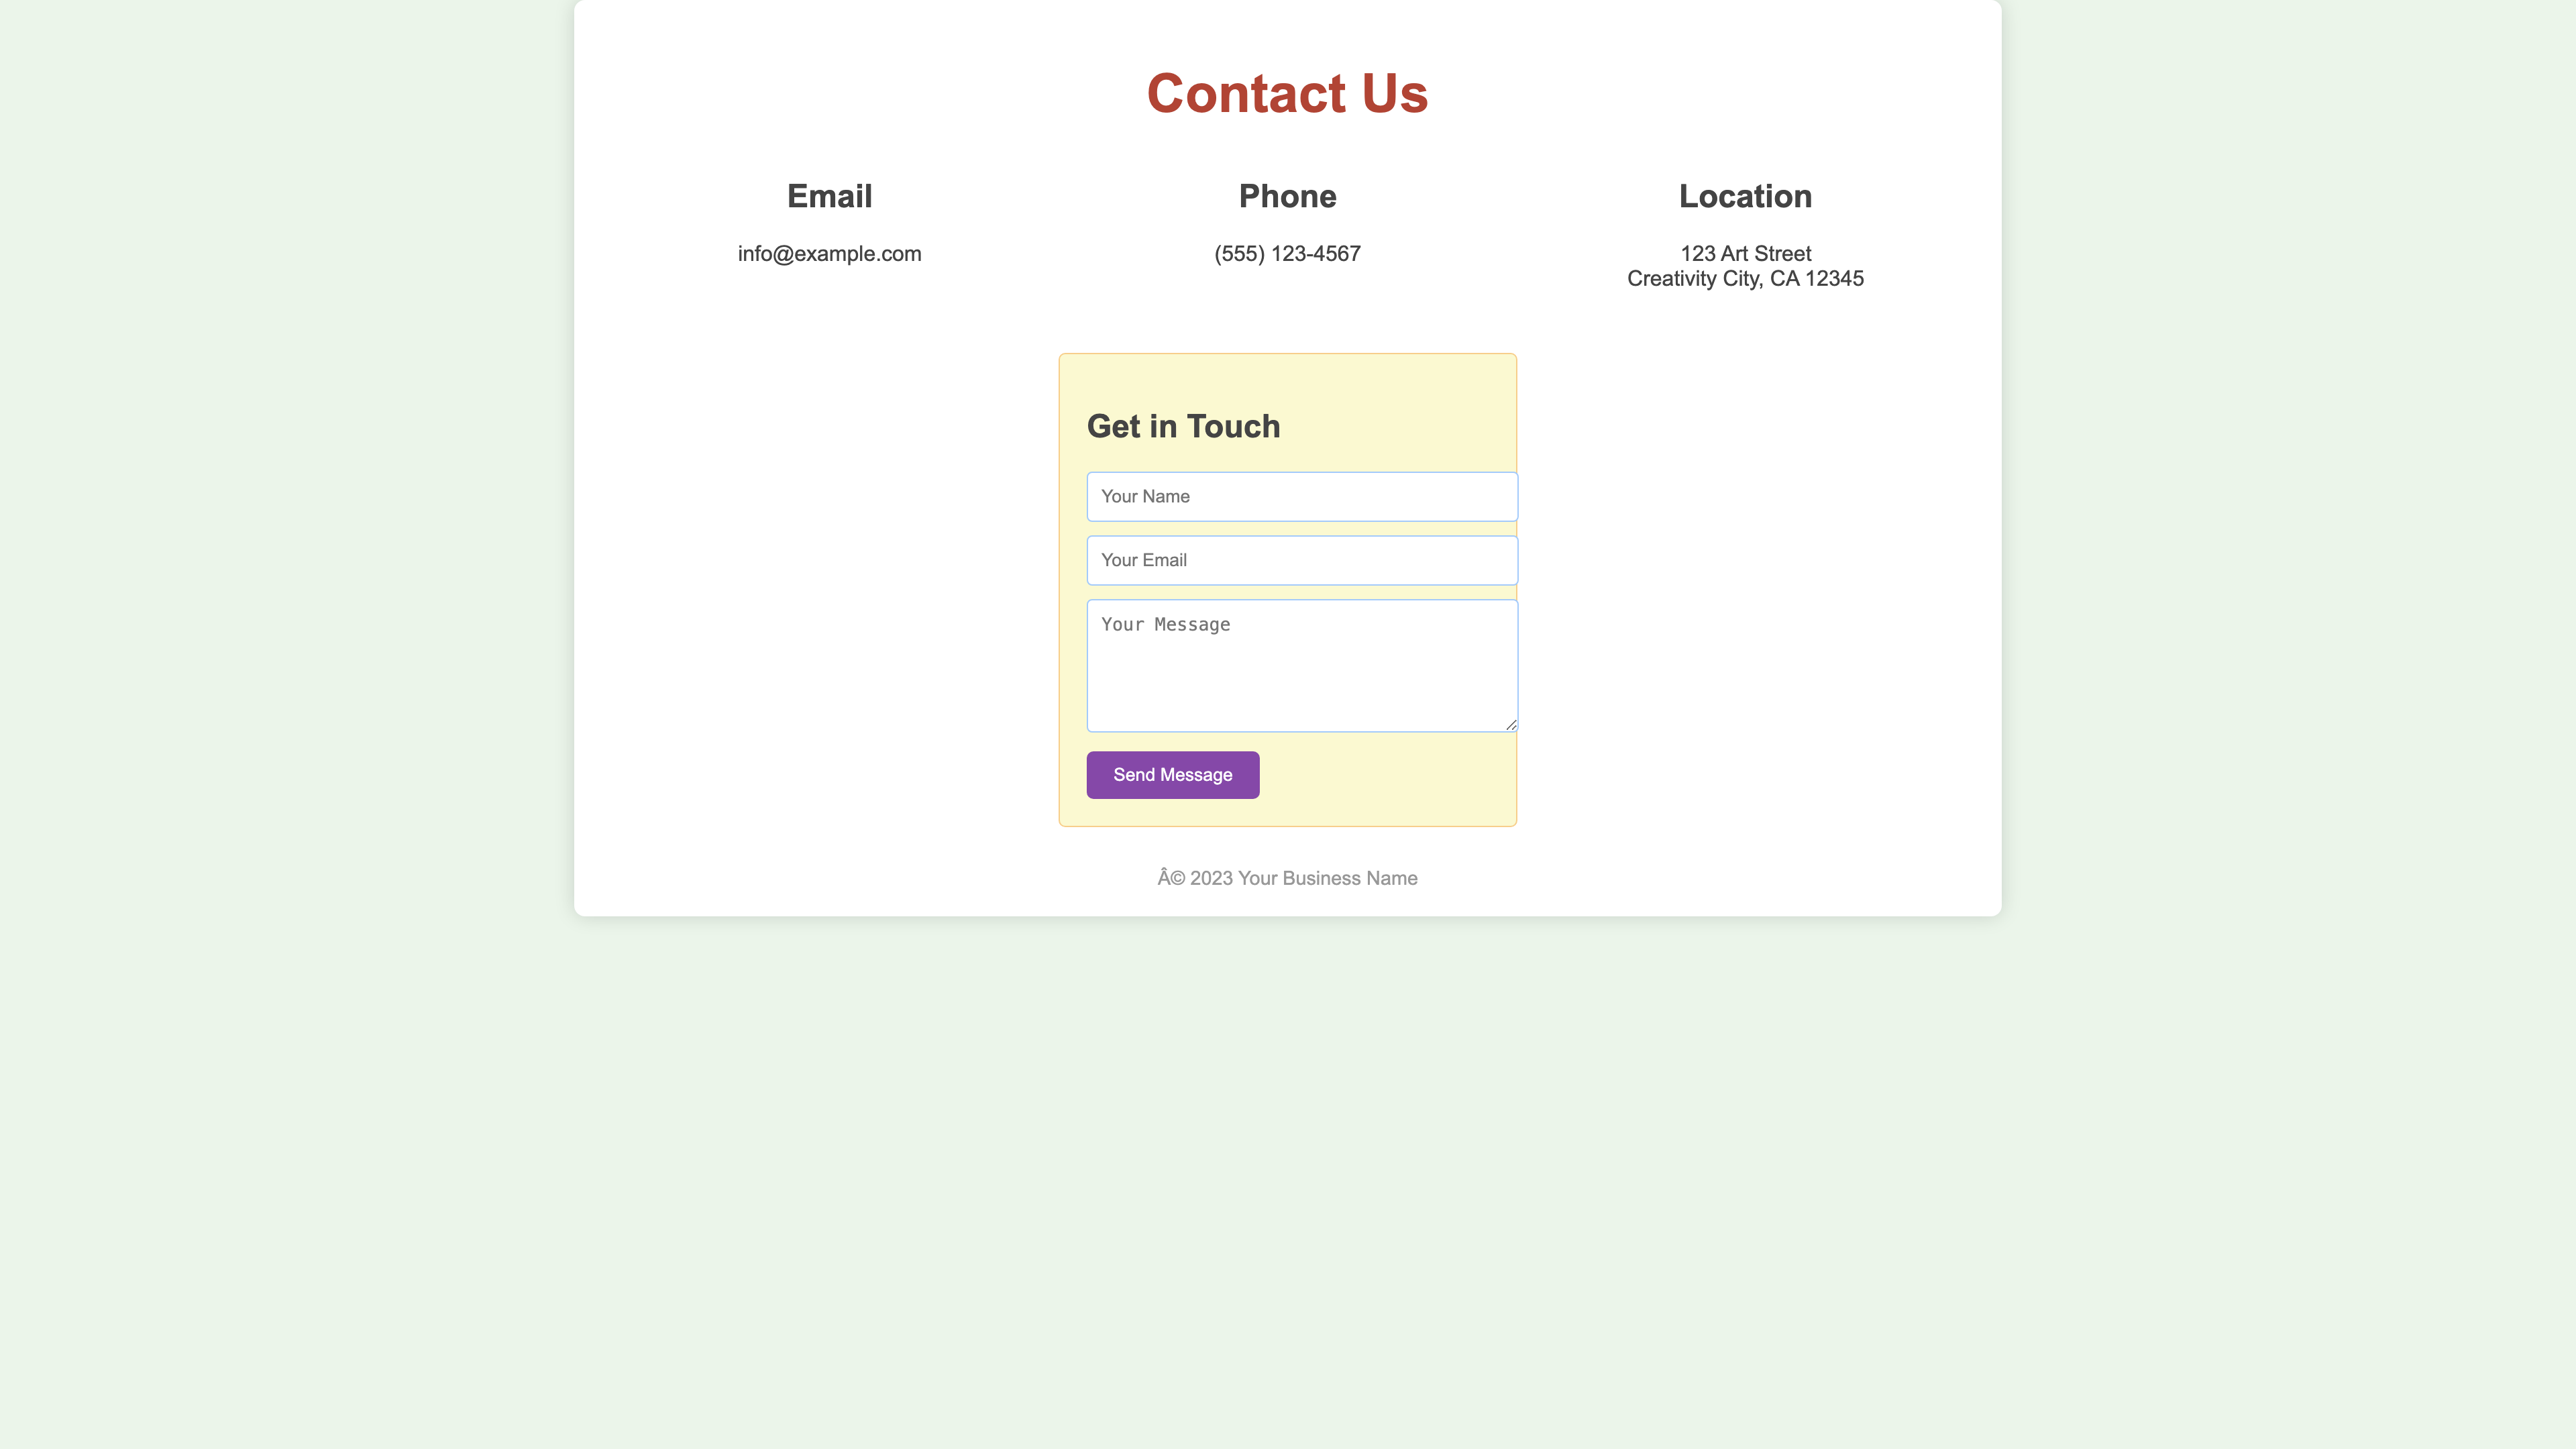 Contact Us
Email
info@example.com
Phone
(555) 123-4567
Location
123 Art Street
Creativity City, CA 12345
Get in Touch
Your Name
Your Email
Your Message
Send Message
Â© 2023 Your Business Name